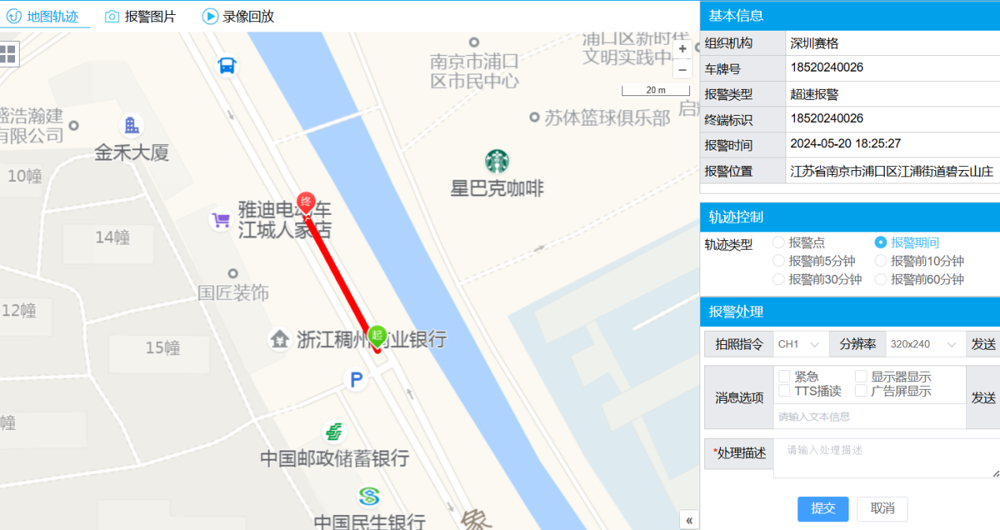 地图轨迹
报警图片
录像回放
浦口区新时代
文明实践中
南京市浦口
区市民中心
+
−
20 m
苏体篮球俱乐部
盛浩瀚建
有限公司
金禾大厦
10幢
星巴克咖啡
终
雅迪电动车
江城人家店
14幢
国匠装饰
12幢
起
浙江稠州商业银行
15幢
P
幢
中国邮政储蓄银行
中国民生银行
象
«
基本信息
组织机构 深圳赛格
车牌号 18520240026
报警类型 超速报警
终端标识 18520240026
报警时间 2024-05-20 18:25:27
报警位置 江苏省南京市浦口区江浦街道碧云山庄
轨迹控制
轨迹类型 报警点 报警期间
报警前5分钟 报警前10分钟
报警前30分钟 报警前60分钟
报警处理
拍照指令 CH1 分辨率 320x240 发送
消息选项 紧急 显示器显示 发送
TTS播读 广告屏显示
请输入文本信息
*处理描述 请输入处理描述
提交 取消